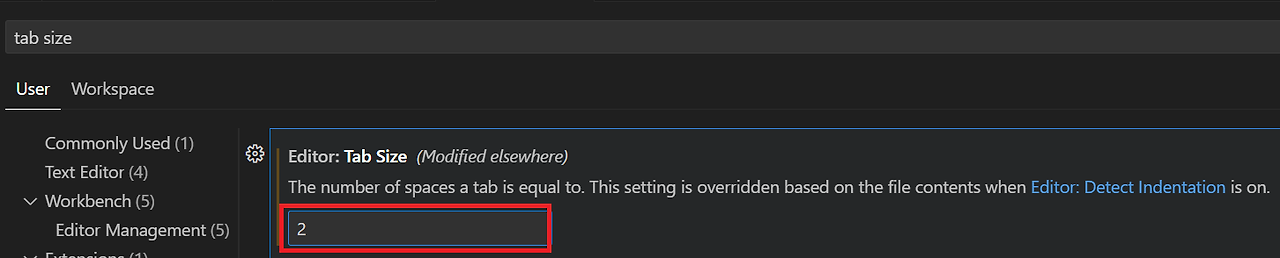 tab size
User Workspace
Commonly Used (1)
Text Editor (4)
Workbench (5)
Editor Management (5)
Extensions (1)
Editor: Tab Size (Modified elsewhere)
The number of spaces a tab is equal to. This setting is overridden based on the file contents when Editor: Detect Indentation is on.
2